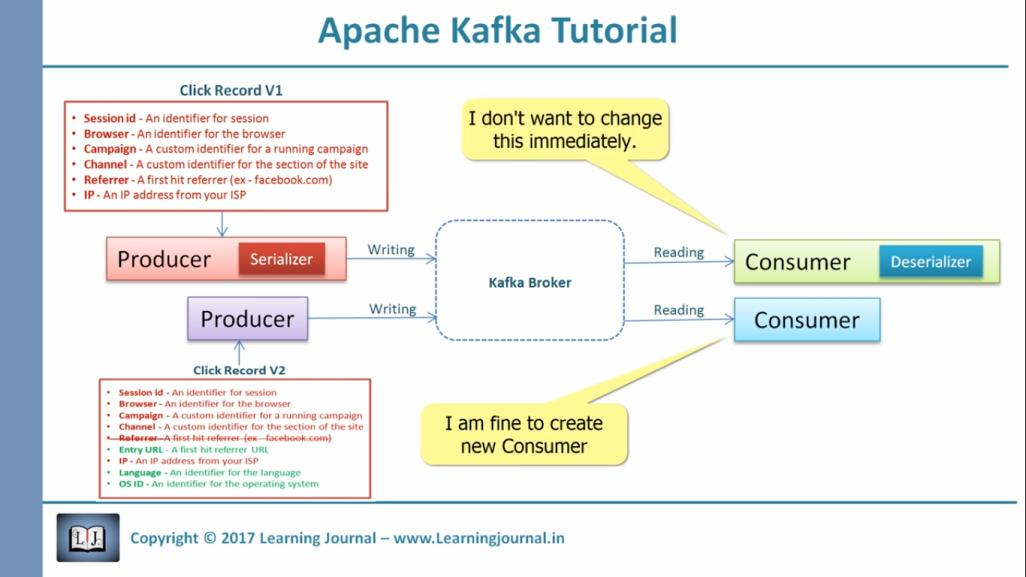 Apache Kafka Tutorial
Click Record V1
• Session id - An identifier for session
• Browser - An identifier for the browser
• Campaign - A custom identifier for a running campaign
• Channel - A custom identifier for the section of the site
• Referrer - A first hit referrer (ex - facebook.com)
• IP - An IP address from your ISP
I don't want to change
this immediately.
Producer
Serializer
Writing
Kafka Broker
Reading
Consumer
Deserializer
Producer
Writing
Reading
Consumer
Click Record V2
• Session id - An identifier for session
• Browser - An identifier for the browser
• Campaign - A custom identifier for a running campaign
• Channel - A custom identifier for the section of the site
• Referrer - A first hit referrer (ex - facebook.com)
• Entry URL - A first hit referrer URL
• IP - An IP address from your ISP
• Language - An identifier for the language
• OS ID - An identifier for the operating system
I am fine to create
new Consumer
L J
Copyright © 2017 Learning Journal – www.Learningjournal.in